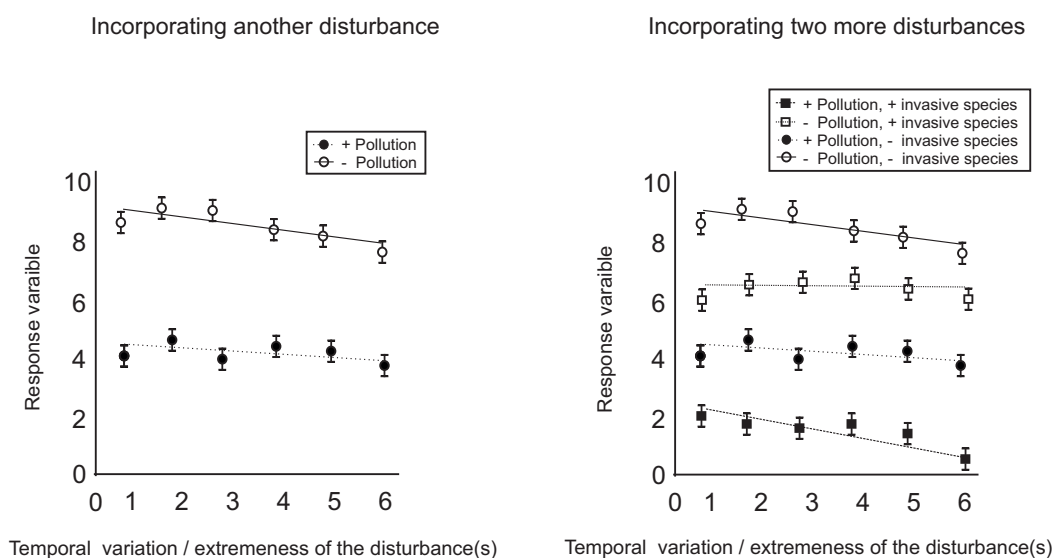 Incorporating another disturbance
+ Pollution
- Pollution
10
8
6
4
2
0
0 1 2 3 4 5 6
Response varaible
Temporal variation / extremeness of the disturbance(s)
Incorporating two more disturbances
+ Pollution, + invasive species
- Pollution, + invasive species
+ Pollution, - invasive species
- Pollution, - invasive species
10
8
6
4
2
0
0 1 2 3 4 5 6
Response varaible
Temporal variation / extremeness of the disturbance(s)